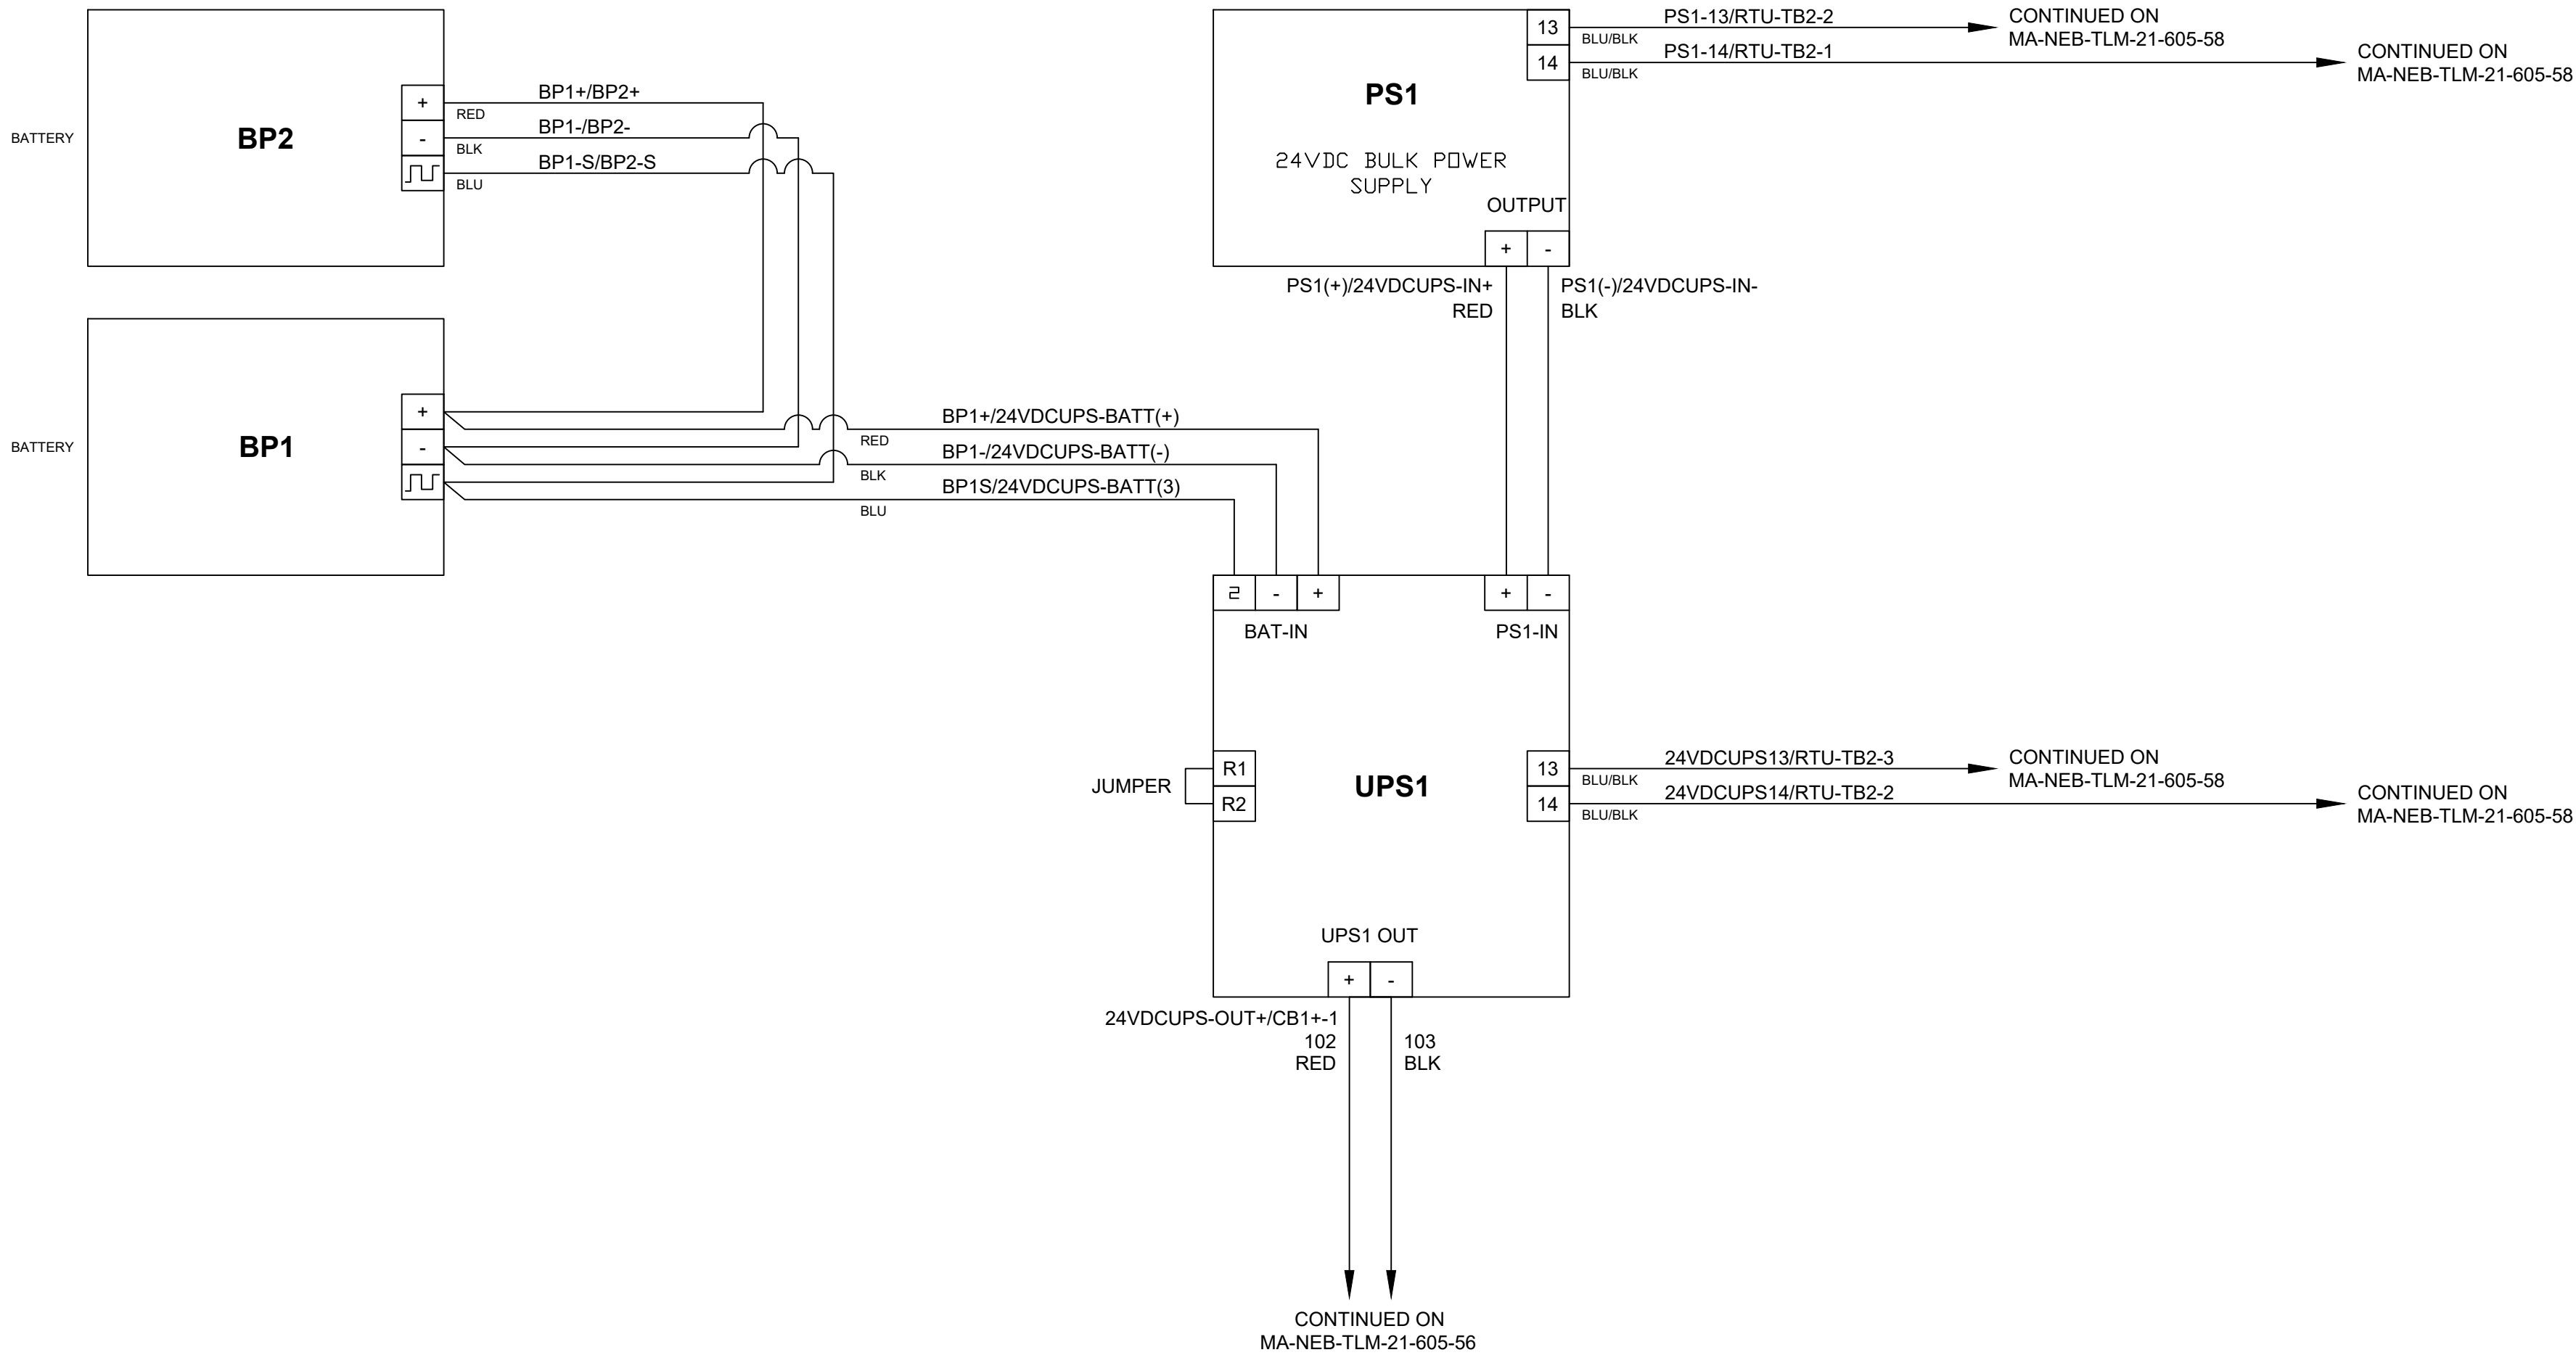 BATTERY
BP2
+
-
RED
BLK
BLU
BP1+/BP2+
BP1-/BP2-
BP1-S/BP2-S
BATTERY
BP1
+
-
BP1+/24VDCUPS-BATT(+)
RED
BP1-/24VDCUPS-BATT(-)
BLK
BP1S/24VDCUPS-BATT(3)
BLU
PS1
24VDC BULK POWER
SUPPLY
OUTPUT
+ -
13
14
PS1-13/RTU-TB2-2
BLU/BLK
PS1-14/RTU-TB2-1
BLU/BLK
CONTINUED ON
MA-NEB-TLM-21-605-58
CONTINUED ON
MA-NEB-TLM-21-605-58
PS1(+)/24VDCUPS-IN+
RED
PS1(-)/24VDCUPS-IN-
BLK
2 - +
BAT-IN
+ -
PS1-IN
JUMPER
R1
R2
UPS1
13
14
24VDCUPS13/RTU-TB2-3
BLU/BLK
24VDCUPS14/RTU-TB2-2
BLU/BLK
CONTINUED ON
MA-NEB-TLM-21-605-58
CONTINUED ON
MA-NEB-TLM-21-605-58
UPS1 OUT
+ -
24VDCUPS-OUT+/CB1+-1
102
RED
103
BLK
CONTINUED ON
MA-NEB-TLM-21-605-56